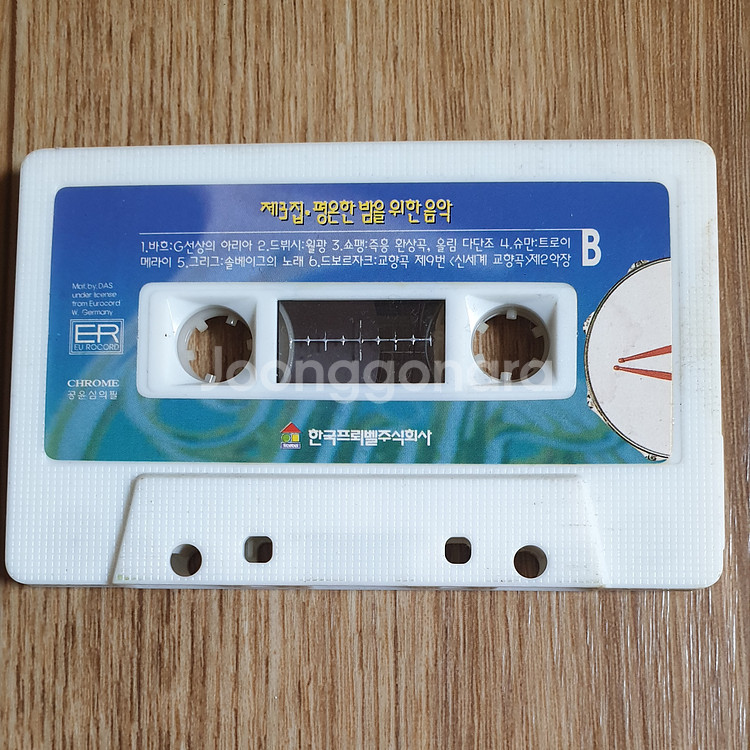 제3집·평온한 밤을 위한 음악
1.바흐:G선상의 아리아 2.드뷔시:월광 3.쇼팽:즉흥 환상곡, 올림 다단조 4.슈만:트로이
메라이 5.그리그:솔베이그의 노래 6.드보르자크:교향곡 제9번 〈신세계 교향곡〉제2악장
B
Mat.by.DAS
under license
from Eurocord
W. Germany
ER
EUROCORD
CHROME
공윤심의필
loonggonara
한국프뢰벨주식회사